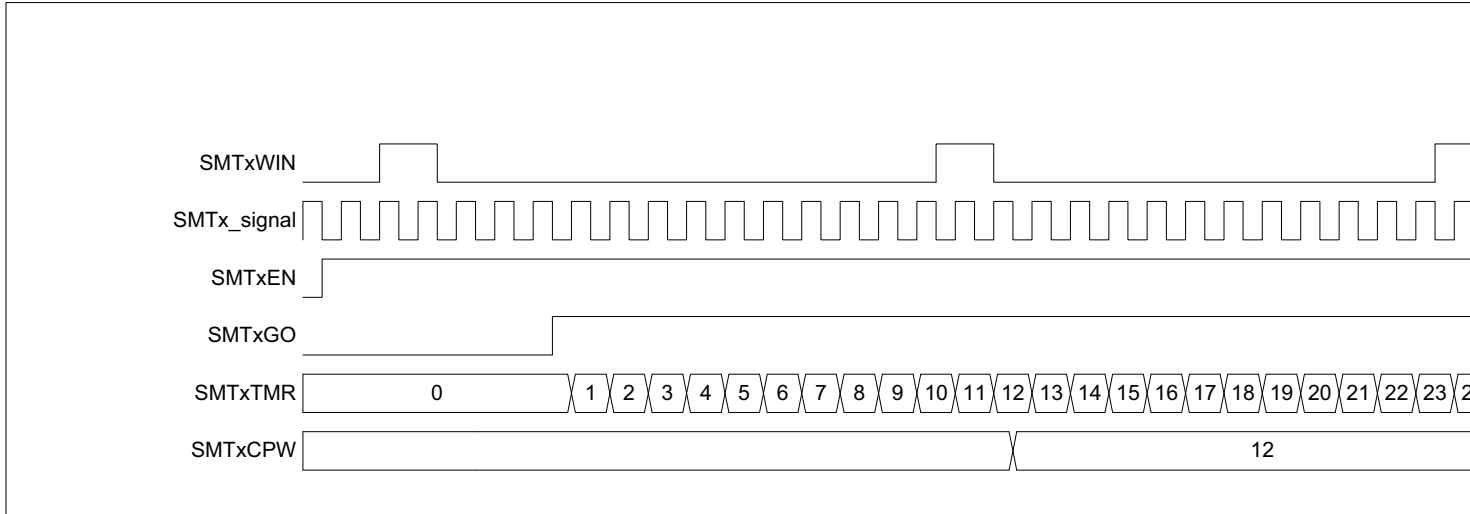 SMTxWIN
SMTx_signal
SMTxEN
SMTxGO
SMTxTMR 0 1 2 3 4 5 6 7 8 9 10 11 12 13 14 15 16 17 18 19 20 21 22 23 2
SMTxCPW 12